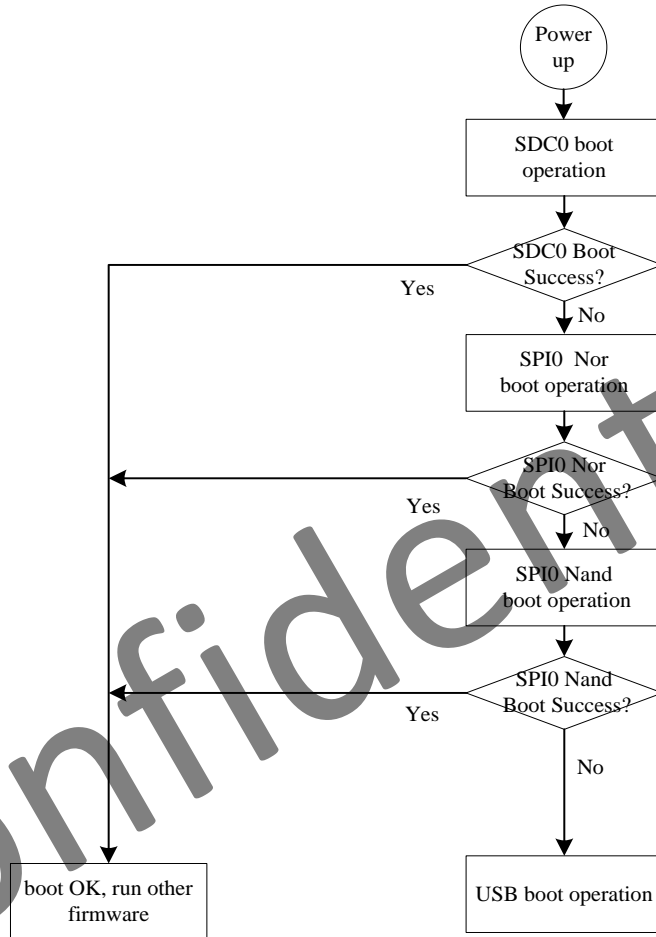 Power
up
SDC0 boot
operation
SDC0 Boot
Success?
Yes
No
SPI0 Nor
boot operation
SPI0 Nor
Boot Success?
Yes
No
SPI0 Nand
boot operation
SPI0 Nand
Boot Success?
Yes
No
boot OK, run other
firmware
USB boot operation
onfident